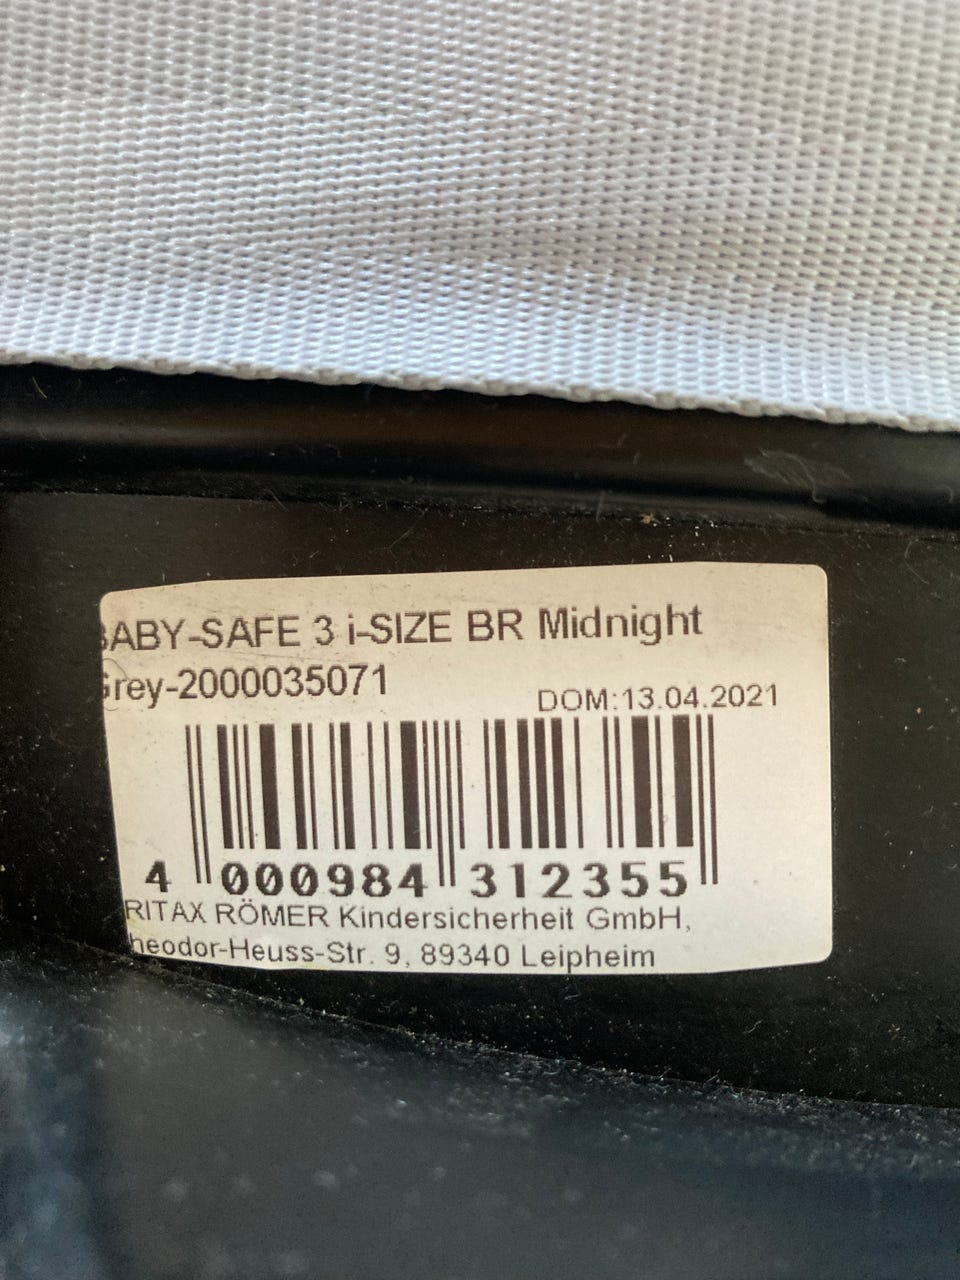 BABY-SAFE 3 i-SIZE BR Midnight
Grey-2000035071
DOM:13.04.2021
4 000984 312355
RITAX RÖMER Kindersicherheit GmbH,
heodor-Heuss-Str. 9, 89340 Leipheim